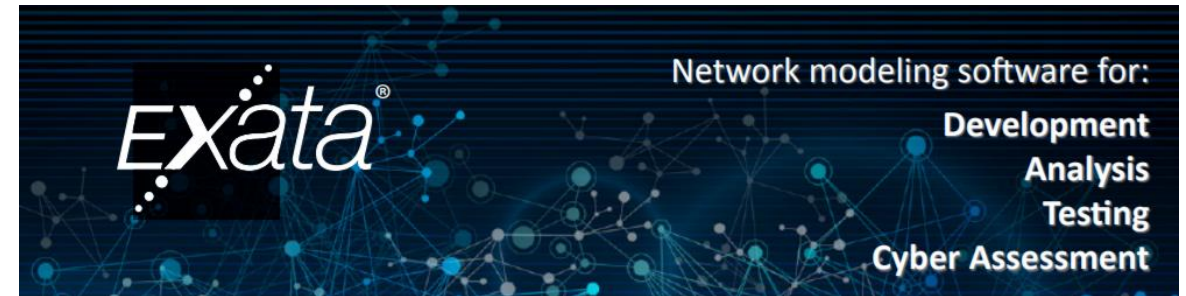 EXata®
Network modeling software for:
Development
Analysis
Testing
Cyber Assessment